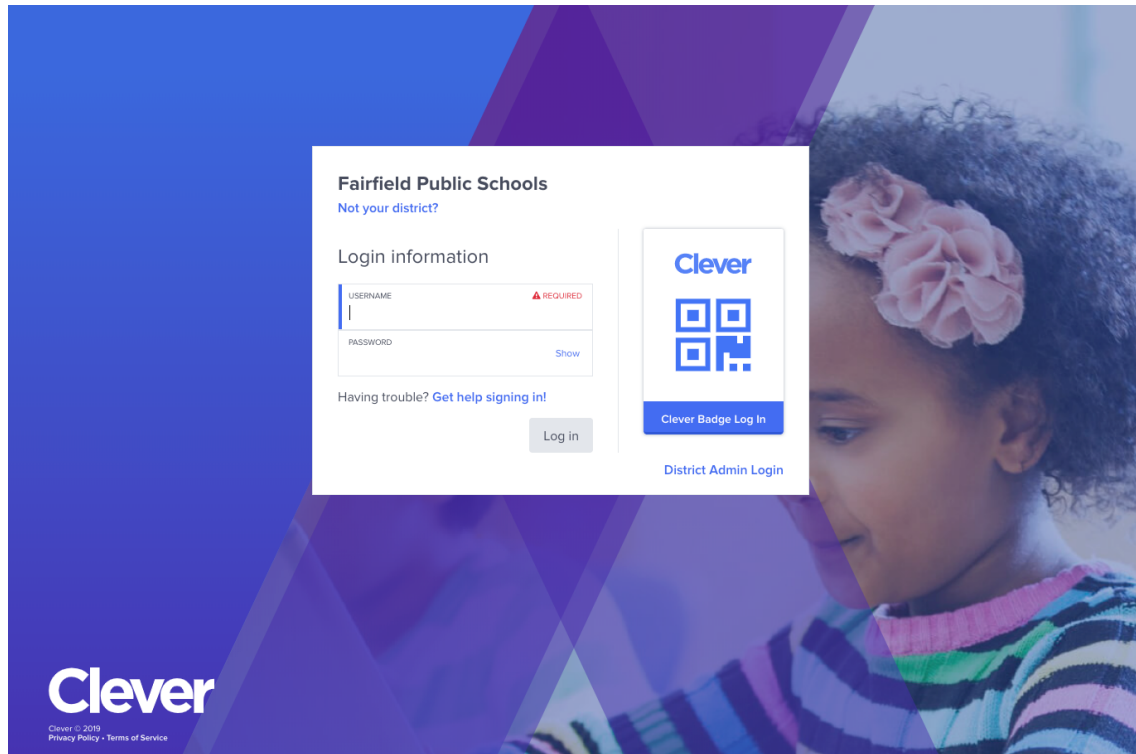 Fairfield Public Schools
Not your district?
Login information
USERNAME
REQUIRED
PASSWORD
Show
Having trouble? Get help signing in!
Log in
Clever
Clever Badge Log In
District Admin Login
Clever
Clever © 2019
Privacy Policy • Terms of Service